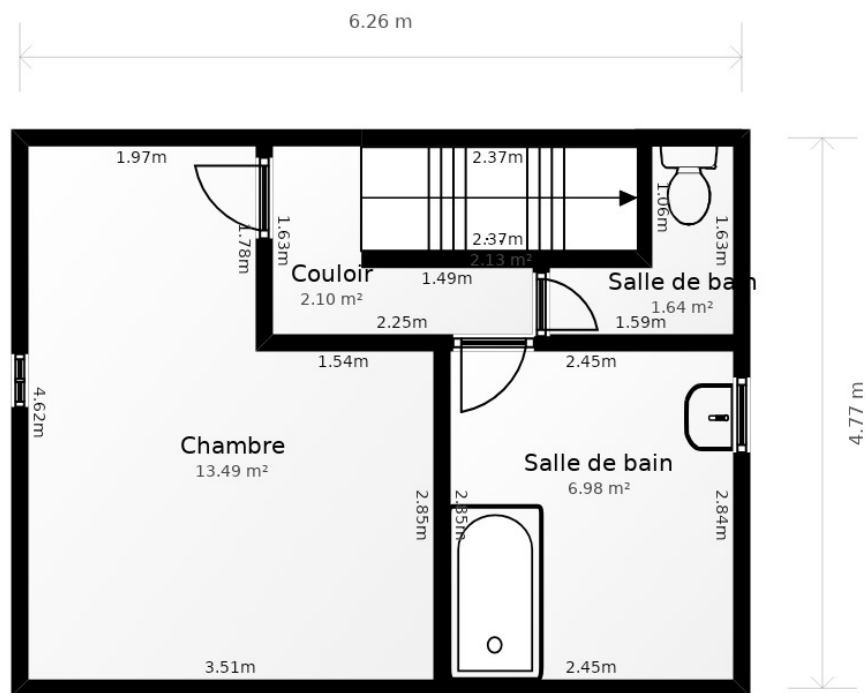 6.26 m
1.97m
2.37m
1.06m
1.63m
1.78m
1.63m
2.37m
2.13 m²
Couloir
2.10 m²
1.49m
Salle de bain
1.64 m²
2.25m
1.59m
1.54m
2.45m
4.62m
4.77 m
Chambre
13.49 m²
Salle de bain
6.98 m²
2.85m
2.85m
2.84m
3.51m
2.45m